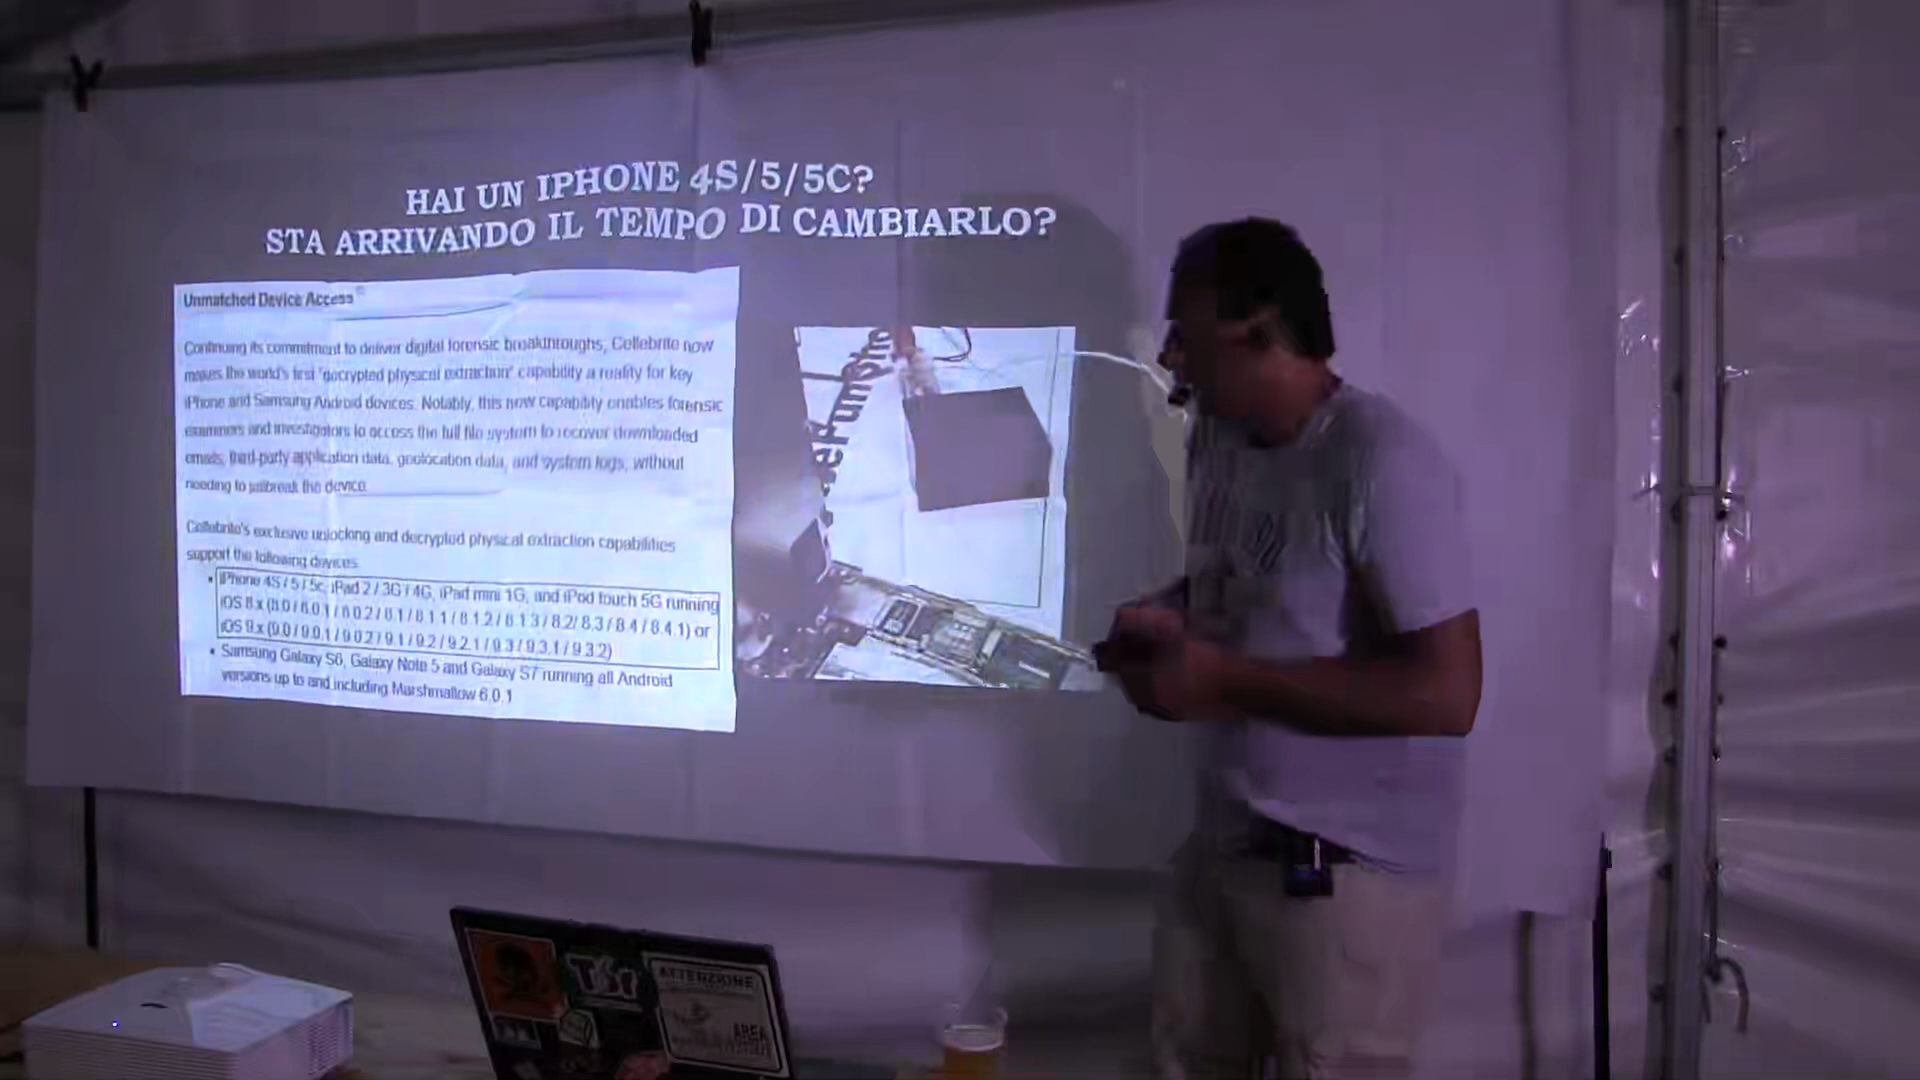 HAI UN IPHONE 4S/5/5C?
STA ARRIVANDO IL TEMPO DI CAMBIARLO?
Unmatched Device Access
Continuing its commitment to deliver digital forensic breakthroughs, Cellebrite now
makes the world's first "decrypted physical extraction" capability a reality for key
iPhone and Samsung Android devices. Notably, this new capability enables forensic
examiners and investigators to access the full file system to recover downloaded
emails, third-party application data, geolocation data, and system logs, without
needing to jailbreak the device.
Cellebrite's exclusive unlocking and decrypted physical extraction capabilities
support the following devices:
• iPhone 4S / 5 / 5c, iPad 2 / 3G / 4G, iPad mini 1G, and iPod touch 5G running
iOS 8.x (8.0 / 8.0.1 / 8.0.2 / 8.1 / 8.1.1 / 8.1.2 / 8.1.3 / 8.2/ 8.3 / 8.4 / 8.4.1) or
iOS 9.x (9.0 / 9.0.1 / 9.0.2 / 9.1 / 9.2 / 9.2.1 / 9.3 / 9.3.1 / 9.3.2)
• Samsung Galaxy S6, Galaxy Note 5 and Galaxy S7 running all Android
versions up to and including Marshmallow 6.0.1
ATTENZIONE
AREA